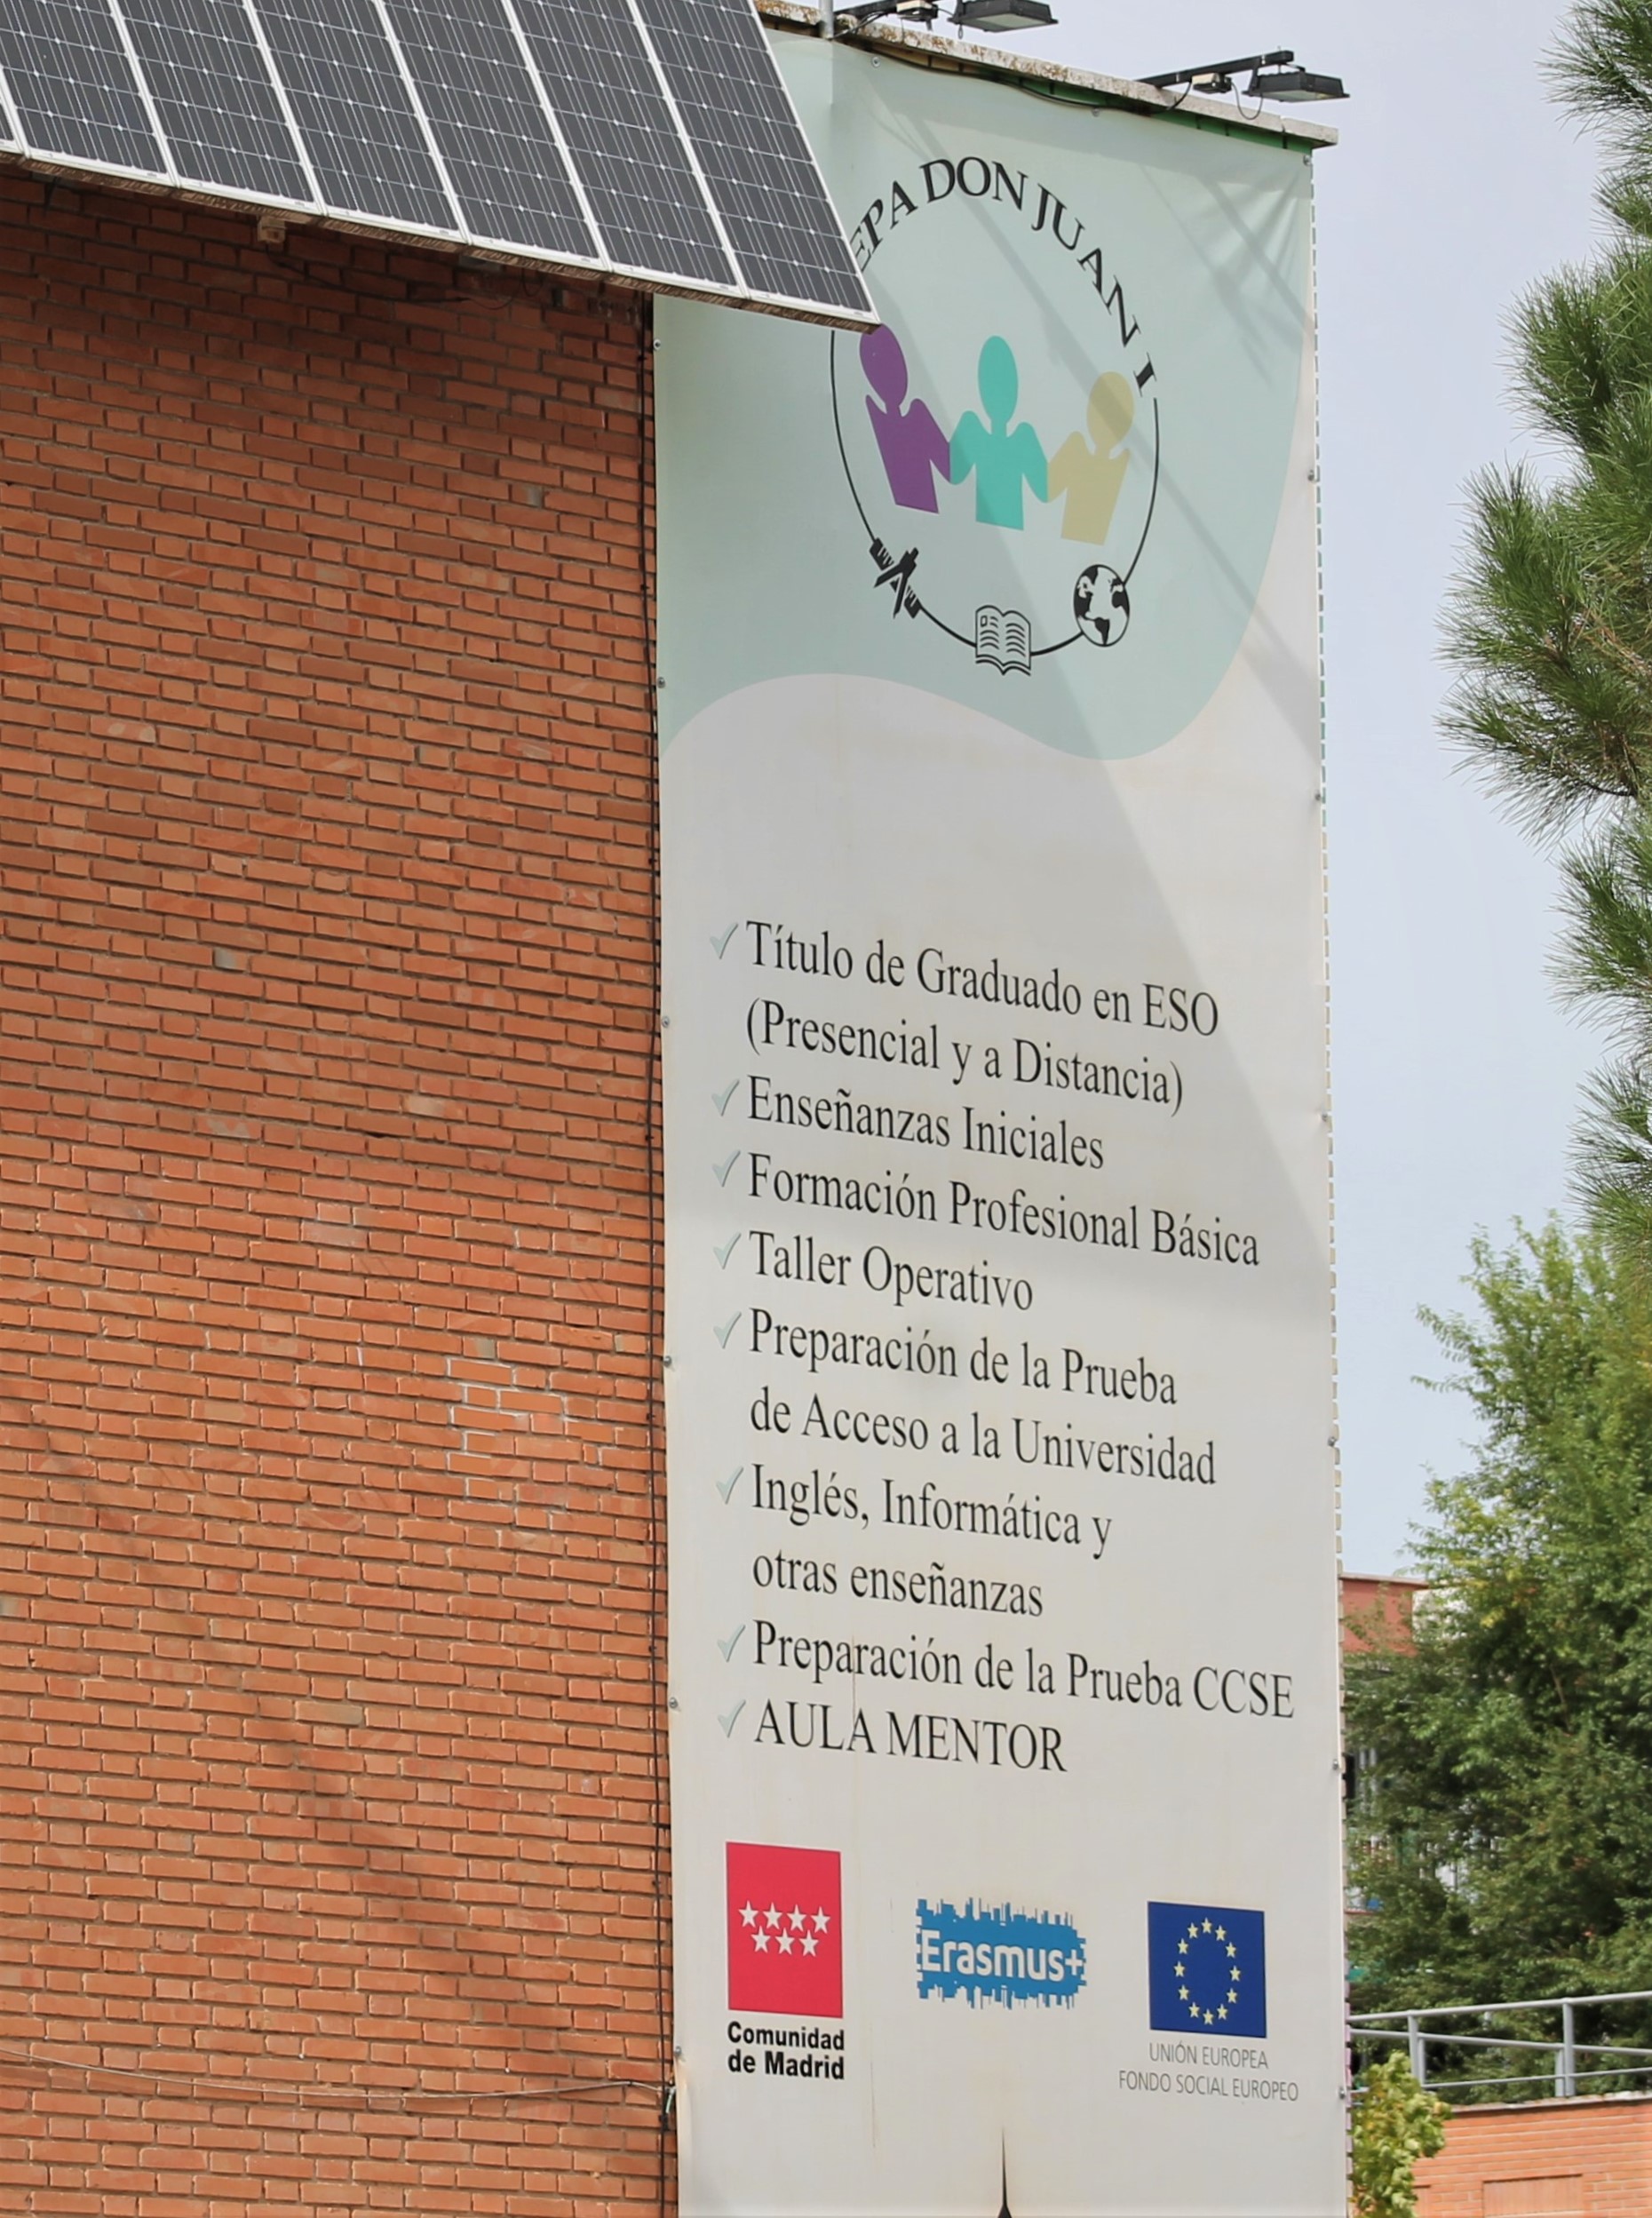 EPA DON JUAN I
Título de Graduado en ESO
(Presencial y a Distancia)
Enseñanzas Iniciales
Formación Profesional Básica
Taller Operativo
Preparación de la Prueba
de Acceso a la Universidad
Inglés, Informática y
otras enseñanzas
Preparación de la Prueba CCSE
AULA MENTOR
Comunidad
de Madrid
Erasmus+
UNIÓN EUROPEA
FONDO SOCIAL EUROPEO